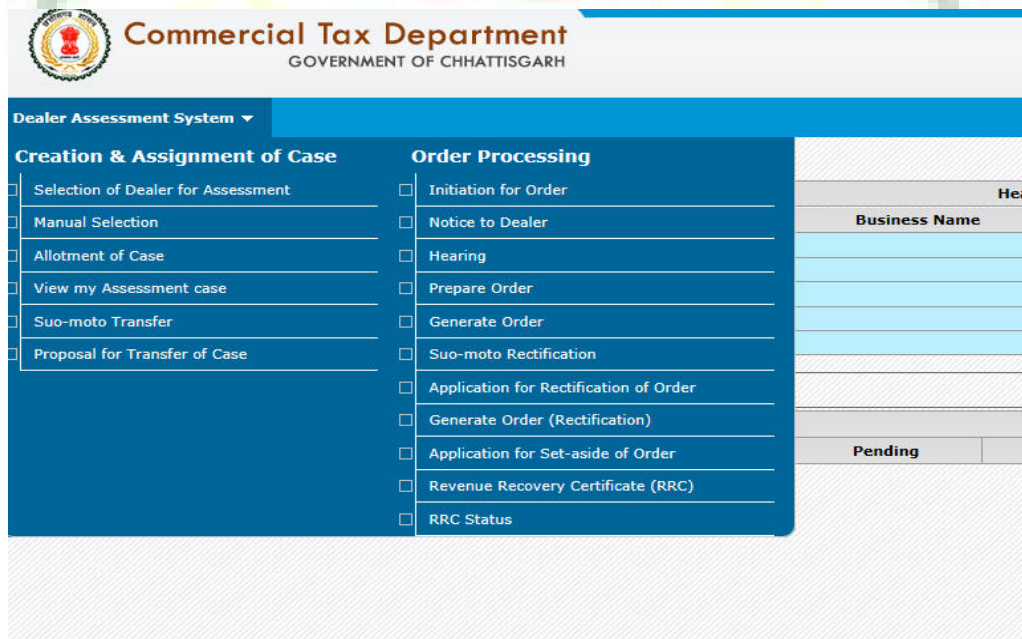 Commercial Tax Department
GOVERNMENT OF CHHATTISGARH
Dealer Assessment System
Creation & Assignment of Case
Selection of Dealer for Assessment
Manual Selection
Allotment of Case
View my Assessment case
Suo-moto Transfer
Proposal for Transfer of Case
Order Processing
Initiation for Order
Notice to Dealer
Hearing
Prepare Order
Generate Order
Suo-moto Rectification
Application for Rectification of Order
Generate Order (Rectification)
Application for Set-aside of Order
Revenue Recovery Certificate (RRC)
RRC Status
Business Name
Pending